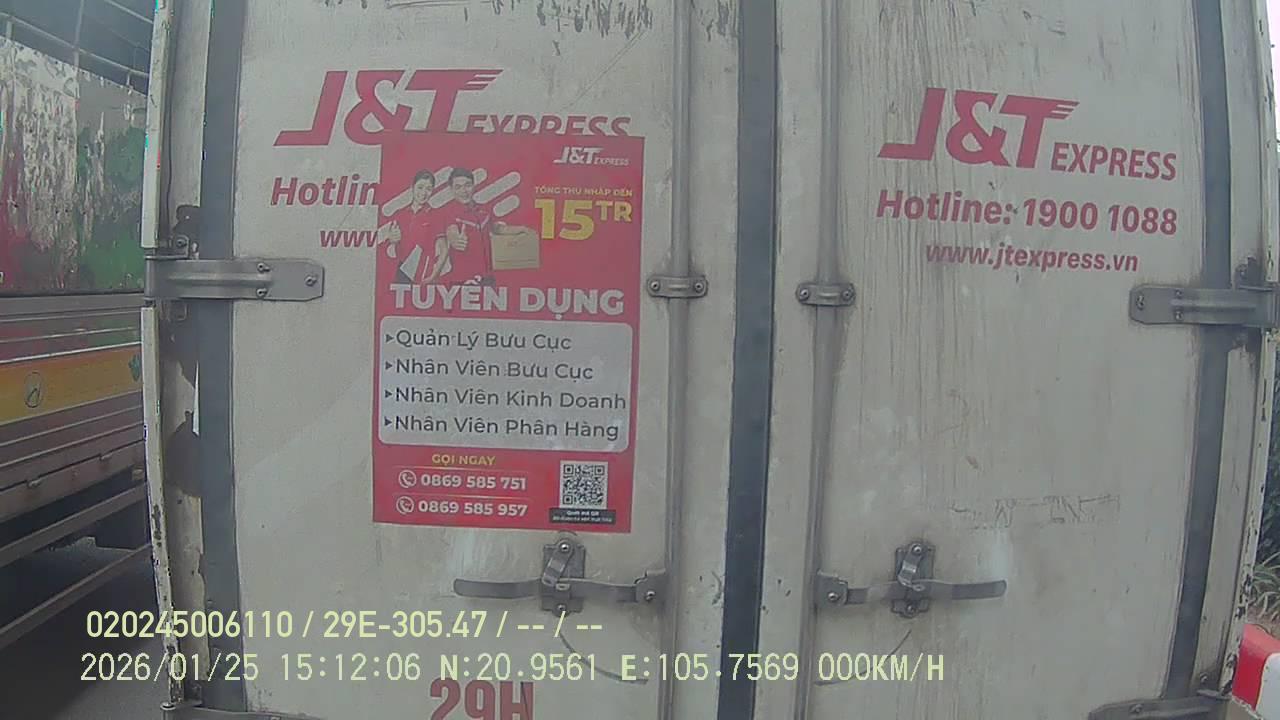 J&T EXPRESS
Hotlin
www
J&T EXPRESS
TỔNG THU NHẬP ĐẾN
15TR
TUYỂN DỤNG
Quản Lý Bưu Cục
Nhân Viên Bưu Cục
Nhân Viên Kinh Doanh
Nhân Viên Phân Hàng
GỌI NGAY
0869 585 751
0869 585 957
Quét mã QR
J&T EXPRESS
Hotline: 1900 1088
www.jtexpress.vn
29H
020245006110 / 29E-305.47 / -- / --
2026/01/25 15:12:06 N:20.9561 E:105.7569 000KM/H